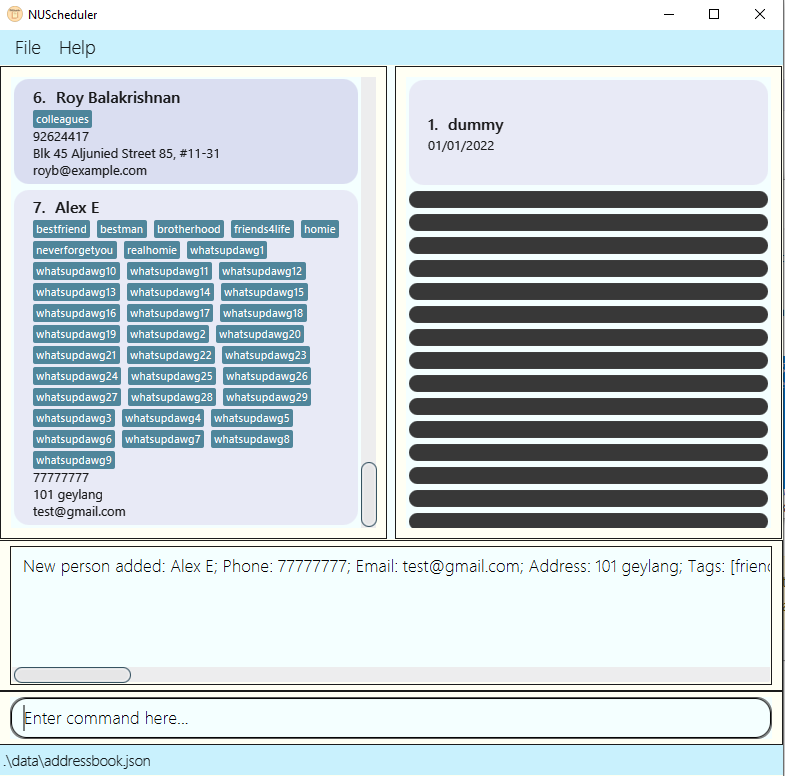 NUScheduler
File Help
6. Roy Balakrishnan
colleagues
92624417
Blk 45 Aljunied Street 85, #11-31
royb@example.com
7. Alex E
bestfriend bestman brotherhood friends4life homie
neverforgetyou realhomie whatsupdawg1
whatsupdawg10 whatsupdawg11 whatsupdawg12
whatsupdawg13 whatsupdawg14 whatsupdawg15
whatsupdawg16 whatsupdawg17 whatsupdawg18
whatsupdawg19 whatsupdawg2 whatsupdawg20
whatsupdawg21 whatsupdawg22 whatsupdawg23
whatsupdawg24 whatsupdawg25 whatsupdawg26
whatsupdawg27 whatsupdawg28 whatsupdawg29
whatsupdawg3 whatsupdawg4 whatsupdawg5
whatsupdawg6 whatsupdawg7 whatsupdawg8
whatsupdawg9
77777777
101 geylang
test@gmail.com
1. dummy
01/01/2022
New person added: Alex E; Phone: 77777777; Email: test@gmail.com; Address: 101 geylang; Tags: [frien
Enter command here...
.\data\addressbook.json